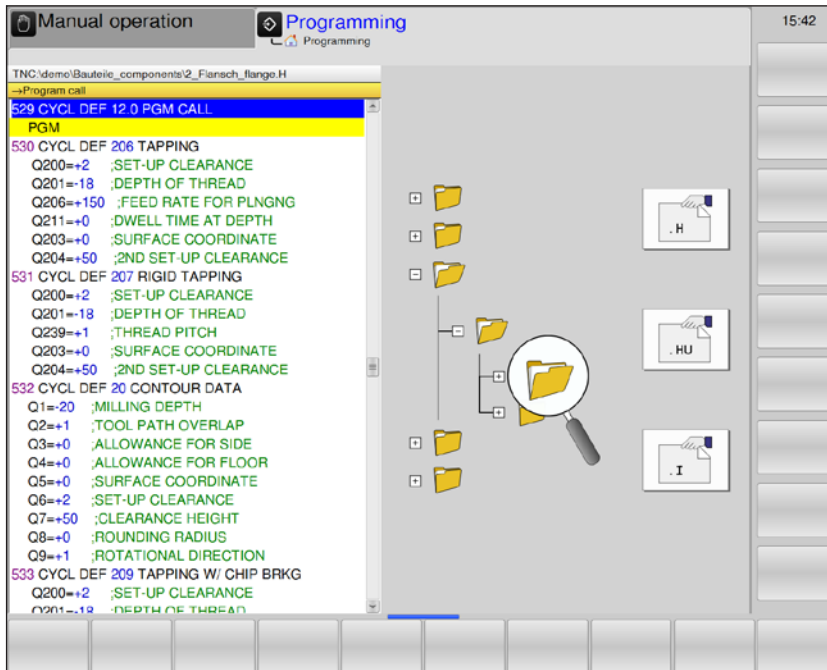 Manual operation
Programming
Programming
15:42
TNC:\demo\Bauteile_components\2_Flansch_flange.H
→Program call
529 CYCL DEF 12.0 PGM CALL
PGM
530 CYCL DEF 206 TAPPING
Q200=+2 ;SET-UP CLEARANCE
Q201=-18 ;DEPTH OF THREAD
Q206=+150 ;FEED RATE FOR PLNGNG
Q211=+0 ;DWELL TIME AT DEPTH
Q203=+0 ;SURFACE COORDINATE
Q204=+50 ;2ND SET-UP CLEARANCE
531 CYCL DEF 207 RIGID TAPPING
Q200=+2 ;SET-UP CLEARANCE
Q201=-18 ;DEPTH OF THREAD
Q239=+1 ;THREAD PITCH
Q203=+0 ;SURFACE COORDINATE
Q204=+50 ;2ND SET-UP CLEARANCE
532 CYCL DEF 20 CONTOUR DATA
Q1=-20 ;MILLING DEPTH
Q2=+1 ;TOOL PATH OVERLAP
Q3=+0 ;ALLOWANCE FOR SIDE
Q4=+0 ;ALLOWANCE FOR FLOOR
Q5=+0 ;SURFACE COORDINATE
Q6=+2 ;SET-UP CLEARANCE
Q7=+50 ;CLEARANCE HEIGHT
Q8=+0 ;ROUNDING RADIUS
Q9=+1 ;ROTATIONAL DIRECTION
533 CYCL DEF 209 TAPPING W/ CHIP BRKG
Q200=+2 ;SET-UP CLEARANCE
Q201=-18 ;DEPTH OF THREAD
.H
.HU
.I